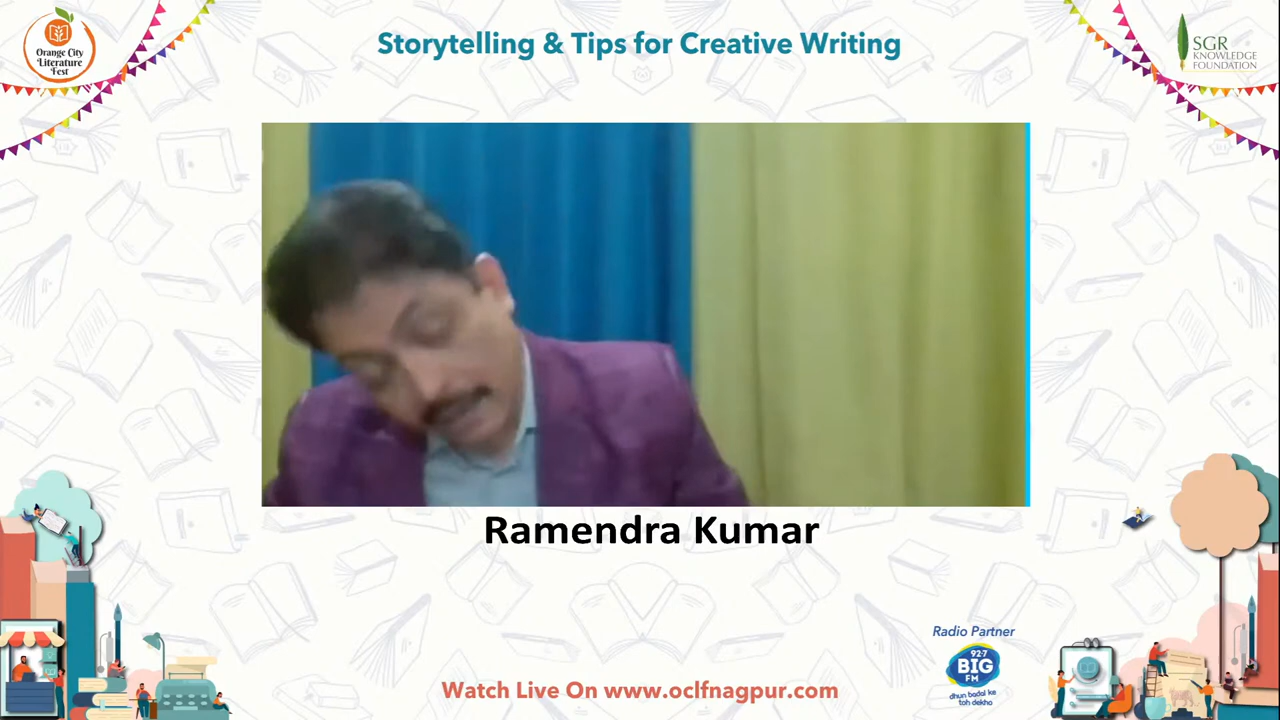 Orange City
Literature
Fest
Storytelling & Tips for Creative Writing
SGR
KNOWLEDGE
FOUNDATION
Ramendra Kumar
Radio Partner
92.7
BIG
FM
dhun badal ke
toh dekho
Watch Live On www.oclfnagpur.com